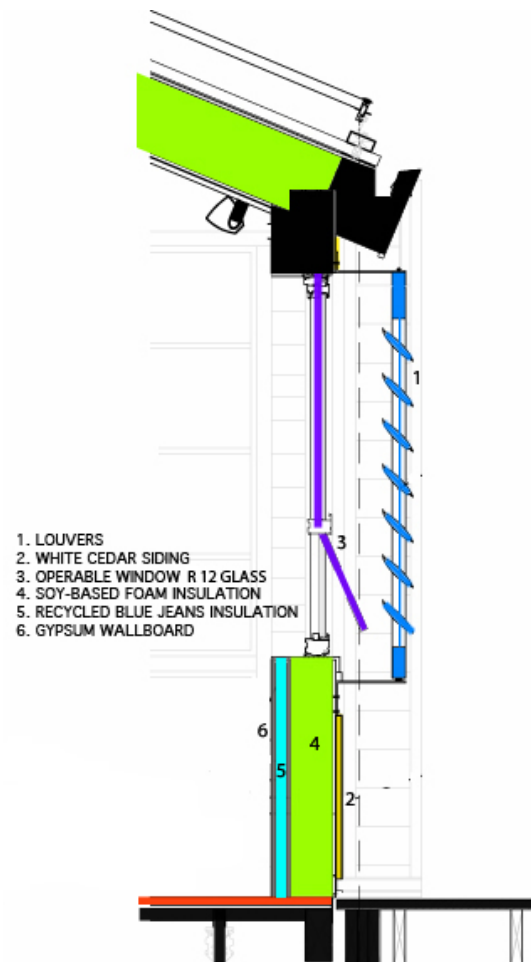 1
1. LOUVERS
2. WHITE CEDAR SIDING
3. OPERABLE WINDOW R 12 GLASS
4. SOY-BASED FOAM INSULATION
5. RECYCLED BLUE JEANS INSULATION
6. GYPSUM WALLBOARD
3
6
4
5
2